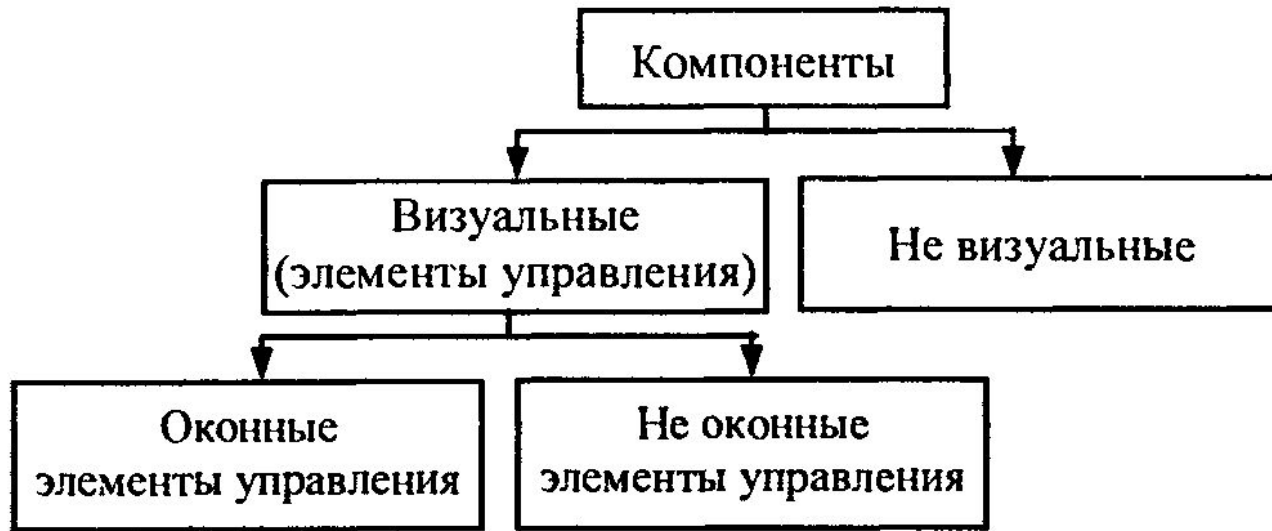 Компоненты
Визуальные
(элементы управления)
Не визуальные
Оконные
элементы управления
Не оконные
элементы управления